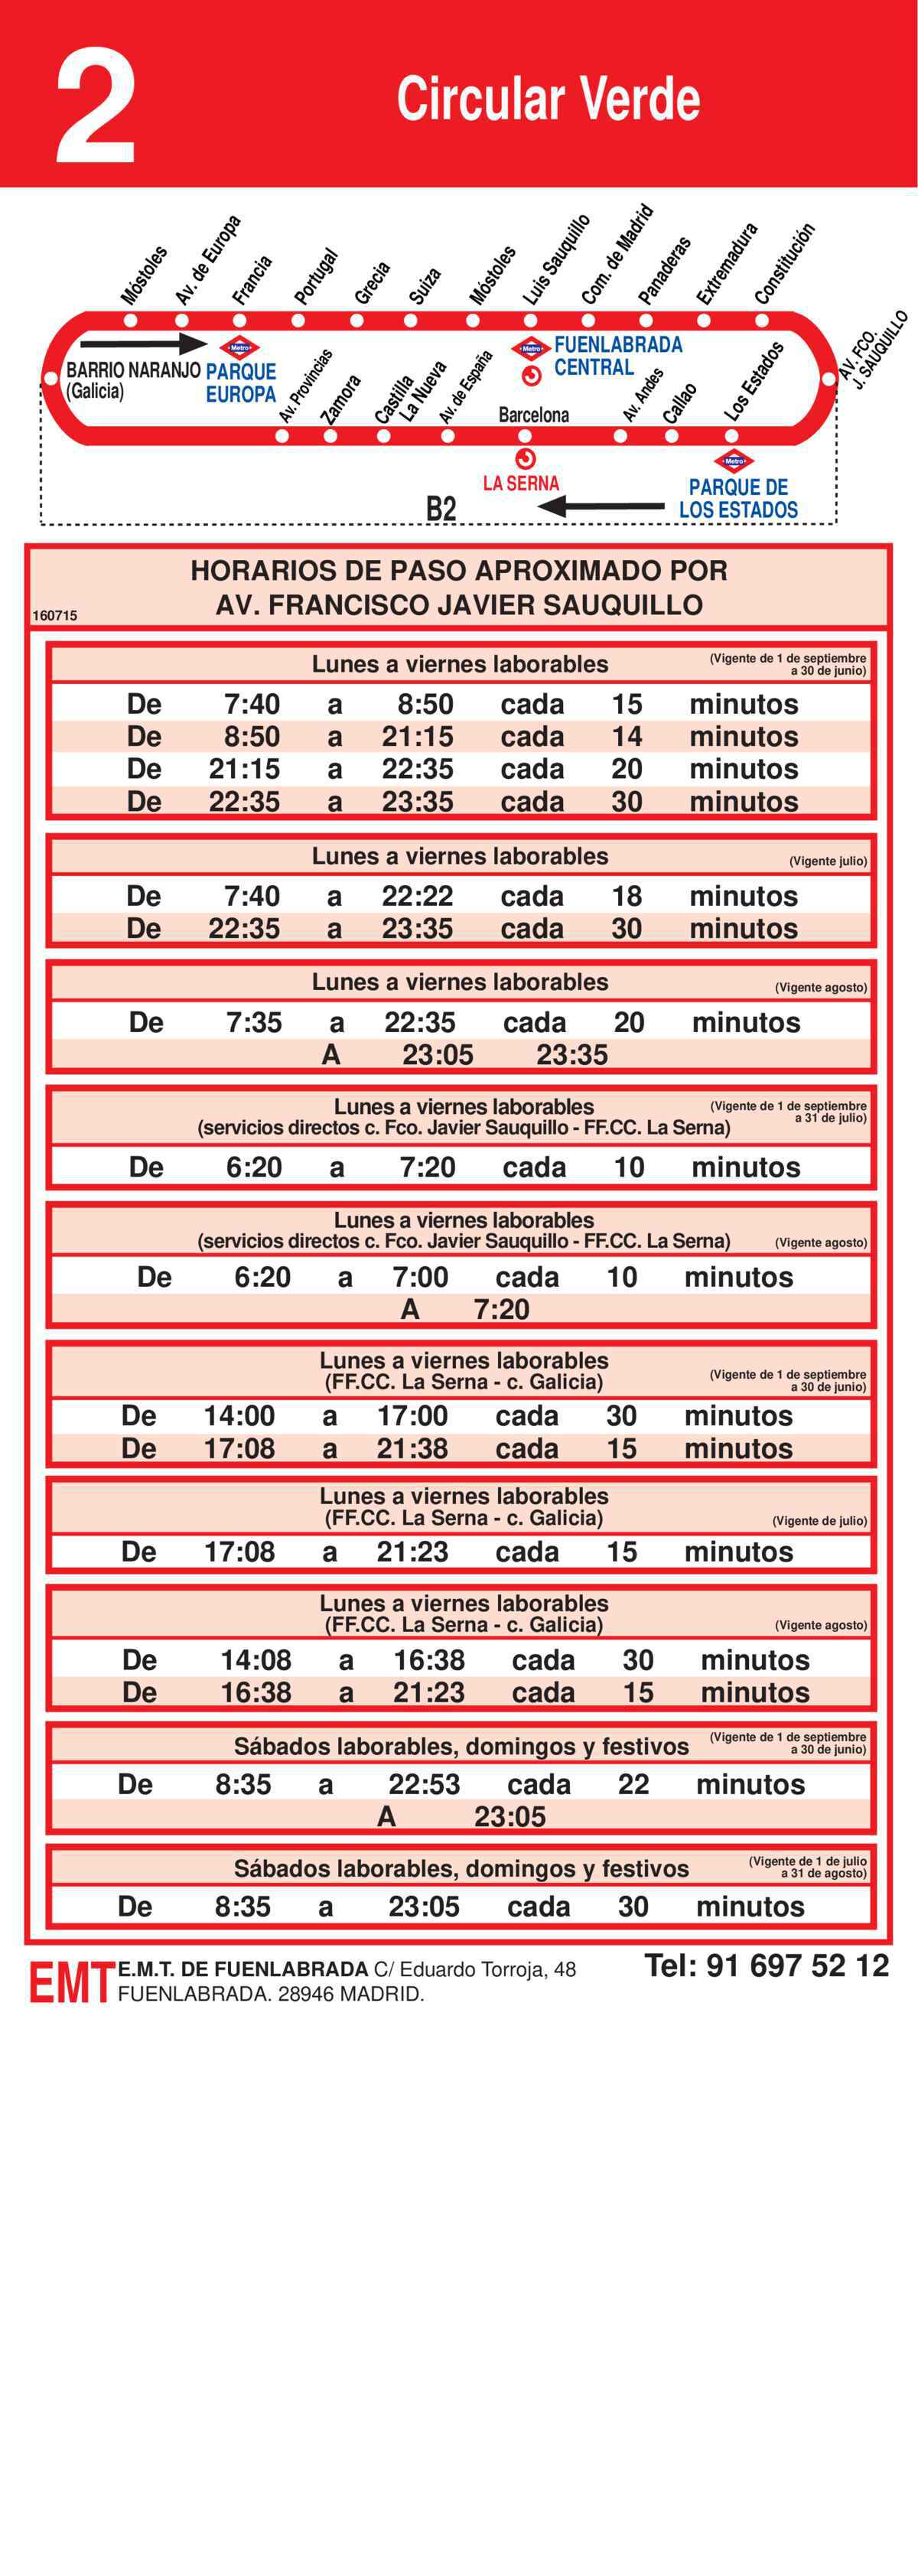 2 Circular Verde
Móstoles
Av. de Europa
Francia
Portugal
Grecia
Suiza
Móstoles
Luis Sauquillo
Com. de Madrid
Panaderas
Extremadura
Constitución
AV. FCO.
J. SAUQUILLO
BARRIO NARANJO
(Galicia)
Metro
PARQUE
EUROPA
Metro
FUENLABRADA
CENTRAL
Av. Provincias
Zamora
Castilla
La Nueva
Av. de España
Barcelona
Av. Andes
Callao
Los Estados
LA SERNA
Metro
PARQUE DE
LOS ESTADOS
B2
HORARIOS DE PASO APROXIMADO POR
AV. FRANCISCO JAVIER SAUQUILLO
160715
Lunes a viernes laborables (Vigente de 1 de septiembre
a 30 de junio)
De 7:40 a 8:50 cada 15 minutos
De 8:50 a 21:15 cada 14 minutos
De 21:15 a 22:35 cada 20 minutos
De 22:35 a 23:35 cada 30 minutos
Lunes a viernes laborables (Vigente julio)
De 7:40 a 22:22 cada 18 minutos
De 22:35 a 23:35 cada 30 minutos
Lunes a viernes laborables (Vigente agosto)
De 7:35 a 22:35 cada 20 minutos
A 23:05 23:35
Lunes a viernes laborables (Vigente de 1 de septiembre
a 31 de julio)
(servicios directos c. Fco. Javier Sauquillo - FF.CC. La Serna)
De 6:20 a 7:20 cada 10 minutos
Lunes a viernes laborables
(servicios directos c. Fco. Javier Sauquillo - FF.CC. La Serna) (Vigente agosto)
De 6:20 a 7:00 cada 10 minutos
A 7:20
Lunes a viernes laborables
(FF.CC. La Serna - c. Galicia) (Vigente de 1 de septiembre
a 30 de junio)
De 14:00 a 17:00 cada 30 minutos
De 17:08 a 21:38 cada 15 minutos
Lunes a viernes laborables
(FF.CC. La Serna - c. Galicia) (Vigente de julio)
De 17:08 a 21:23 cada 15 minutos
Lunes a viernes laborables
(FF.CC. La Serna - c. Galicia) (Vigente agosto)
De 14:08 a 16:38 cada 30 minutos
De 16:38 a 21:23 cada 15 minutos
Sábados laborables, domingos y festivos (Vigente de 1 de septiembre
a 30 de junio)
De 8:35 a 22:53 cada 22 minutos
A 23:05
Sábados laborables, domingos y festivos (Vigente de 1 de julio
a 31 de agosto)
De 8:35 a 23:05 cada 30 minutos
EMT E.M.T. DE FUENLABRADA C/ Eduardo Torroja, 48
FUENLABRADA. 28946 MADRID.
Tel: 91 697 52 12